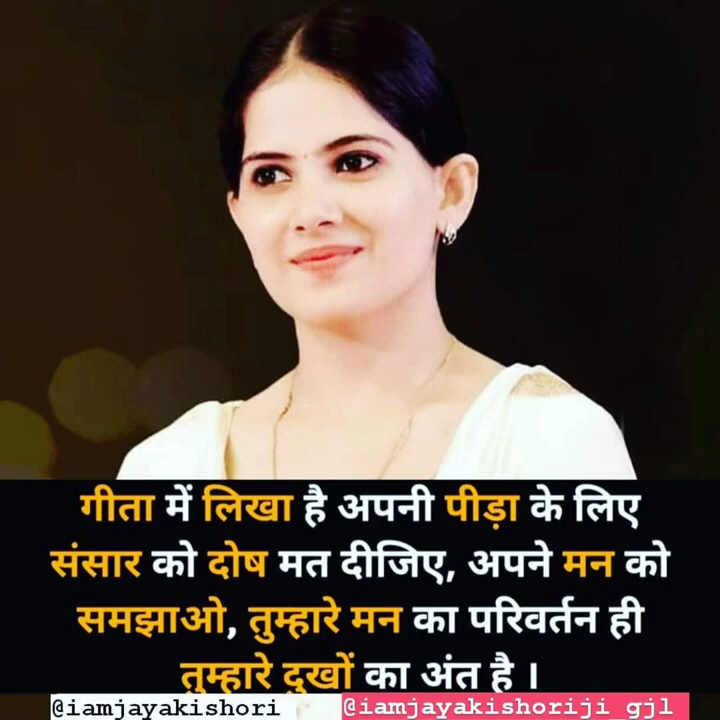 गीता में लिखा है अपनी पीड़ा के लिए
संसार को दोष मत दीजिए, अपने मन को
समझाओ, तुम्हारे मन का परिवर्तन ही
तुम्हारे दुखों का अंत है ।
@iamjayakishori @iamjayakishoriji_gjl